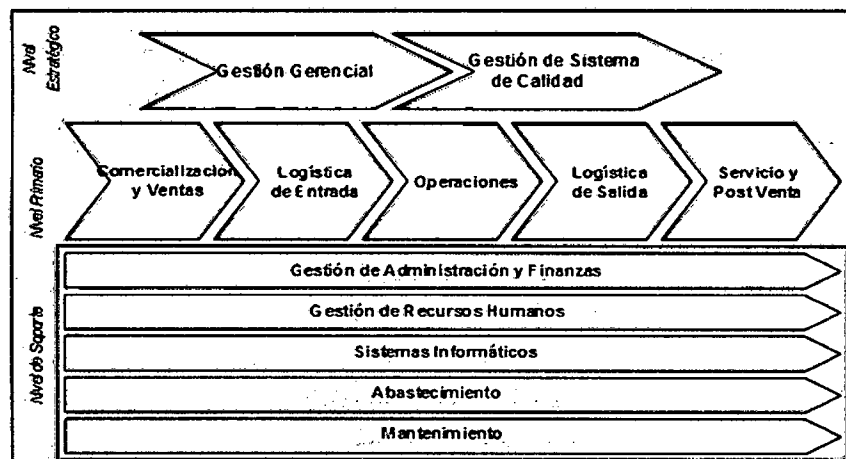 Nivel
Estratégico
Gestión Gerencial
Gestión de Sistema
de Calidad
Nivel Primario
Comercialización
y Ventas
Logística
de Entrada
Operaciones
Logística
de Salida
Servicio y
Post Venta
Nivel de Soporte
Gestión de Administración y Finanzas
Gestión de Recursos Humanos
Sistemas Informáticos
Abastecimiento
Mantenimiento